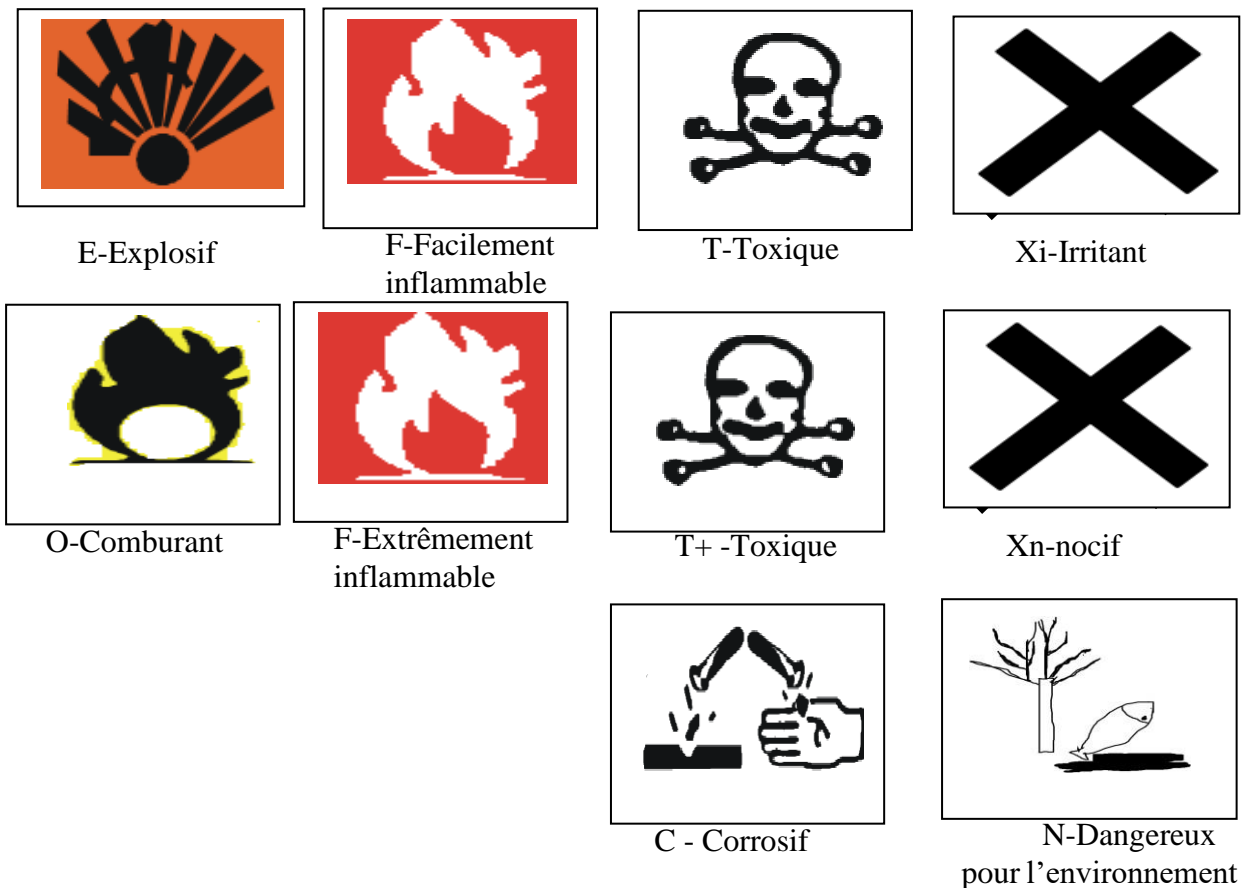 E-Explosif
F-Facilement
inflammable
T-Toxique
Xi-Irritant
O-Comburant
F-Extrêmement
inflammable
T+ -Toxique
Xn-nocif
C - Corrosif
N-Dangereux
pour l’environnement